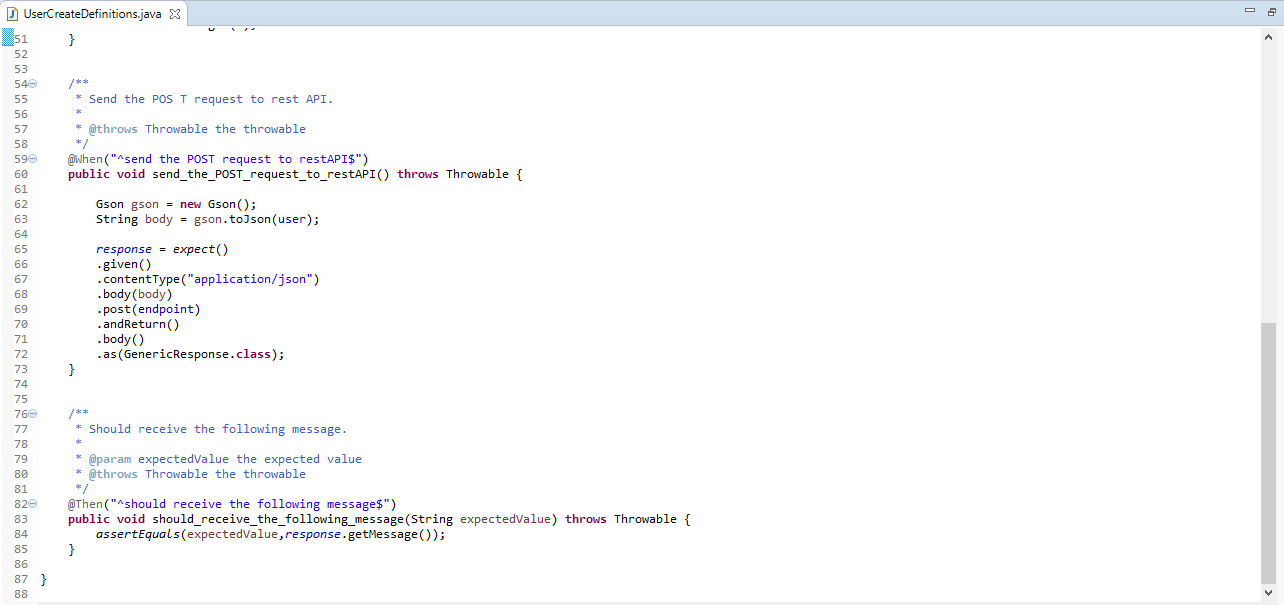 UserCreateDefinitions.java
51 }
52
53
54 /**
55 * Send the POS T request to rest API.
56 *
57 * @throws Throwable the throwable
58 */
59 @When("^send the POST request to restAPI$")
60 public void send_the_POST_request_to_restAPI() throws Throwable {
61
62 Gson gson = new Gson();
63 String body = gson.toJson(user);
64
65 response = expect()
66 .given()
67 .contentType("application/json")
68 .body(body)
69 .post(endpoint)
70 .andReturn()
71 .body()
72 .as(GenericResponse.class);
73 }
74
75
76 /**
77 * Should receive the following message.
78 *
79 * @param expectedValue the expected value
80 * @throws Throwable the throwable
81 */
82 @Then("^should receive the following message$")
83 public void should_receive_the_following_message(String expectedValue) throws Throwable {
84 assertEquals(expectedValue,response.getMessage());
85 }
86
87 }
88